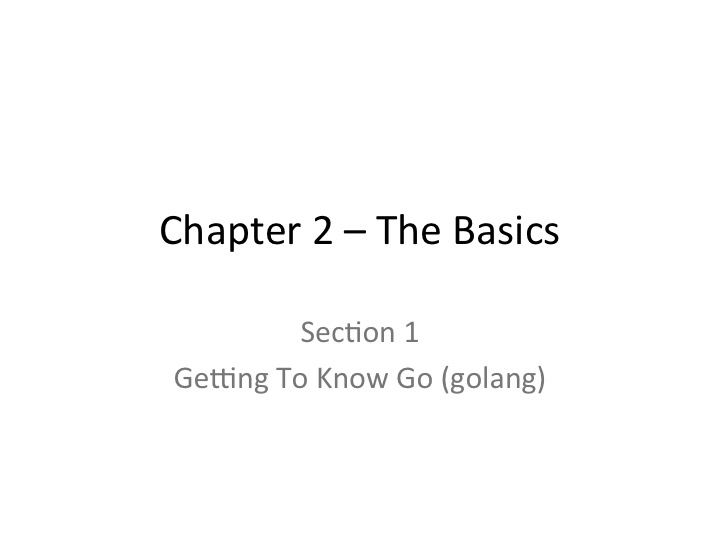 Chapter 2 – The Basics
Section 1
Getting To Know Go (golang)